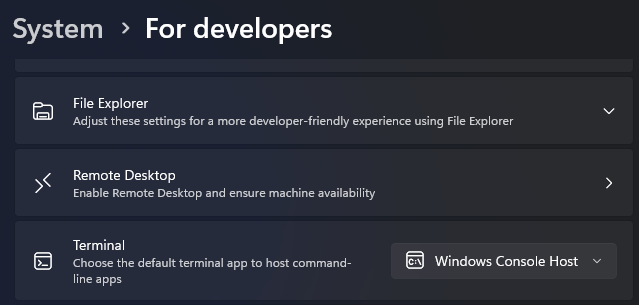 System > For developers
File Explorer
Adjust these settings for a more developer-friendly experience using File Explorer
Remote Desktop
Enable Remote Desktop and ensure machine availability
Terminal
Choose the default terminal app to host command-
line apps
C:\ Windows Console Host